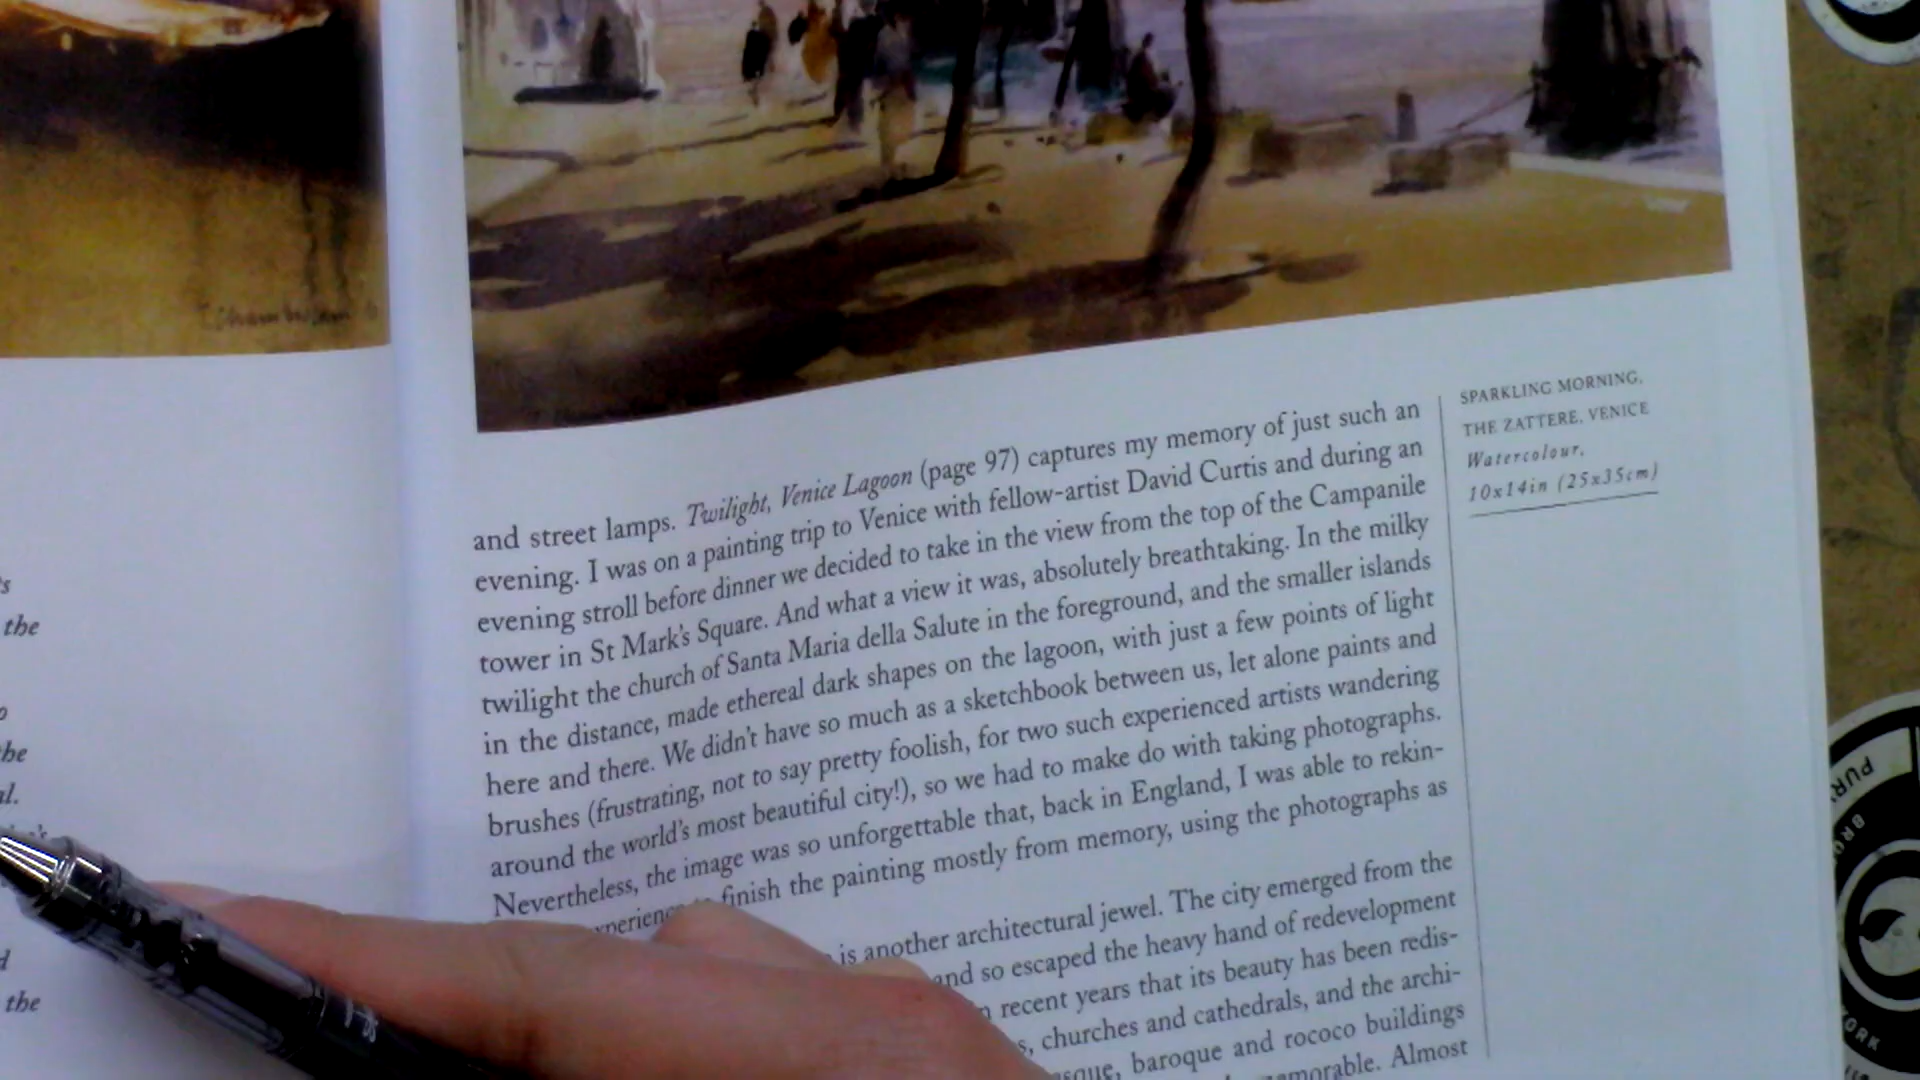 T. Chamberlain
's
the
the
al.
d
the
and street lamps. Twilight, Venice Lagoon (page 97) captures my memory of just such an
evening. I was on a painting trip to Venice with fellow-artist David Curtis and during an
evening stroll before dinner we decided to take in the view from the top of the Campanile
tower in St Mark's Square. And what a view it was, absolutely breathtaking. In the milky
twilight the church of Santa Maria della Salute in the foreground, and the smaller islands
in the distance, made ethereal dark shapes on the lagoon, with just a few points of light
here and there. We didn't have so much as a sketchbook between us, let alone paints and
brushes (frustrating, not to say pretty foolish, for two such experienced artists wandering
around the world's most beautiful city!), so we had to make do with taking photographs.
Nevertheless, the image was so unforgettable that, back in England, I was able to rekin-
finish the painting mostly from memory, using the photographs as
is another architectural jewel. The city emerged from the
and so escaped the heavy hand of redevelopment
recent years that its beauty has been redis-
churches and cathedrals, and the archi-
baroque and rococo buildings
Almost
SPARKLING MORNING,
THE ZATTERE, VENICE
Watercolour,
10x14in (25x35cm)